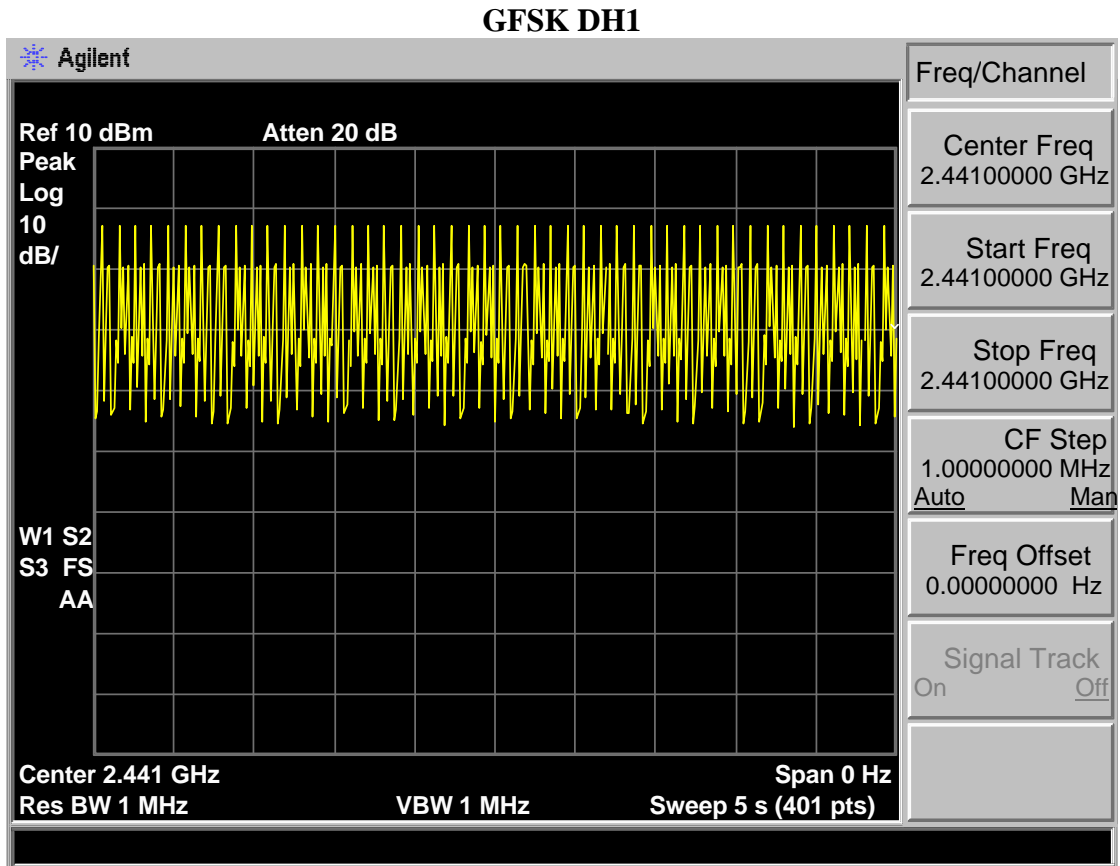 GFSK DH1
Agilent
Freq/Channel
Ref 10 dBm Atten 20 dB
Peak
Log
10
dB/
W1 S2
S3 FS
AA
Center 2.441 GHz Span 0 Hz
Res BW 1 MHz VBW 1 MHz Sweep 5 s (401 pts)
Center Freq
2.44100000 GHz
Start Freq
2.44100000 GHz
Stop Freq
2.44100000 GHz
CF Step
1.00000000 MHz
Auto Man
Freq Offset
0.00000000 Hz
Signal Track
On Off